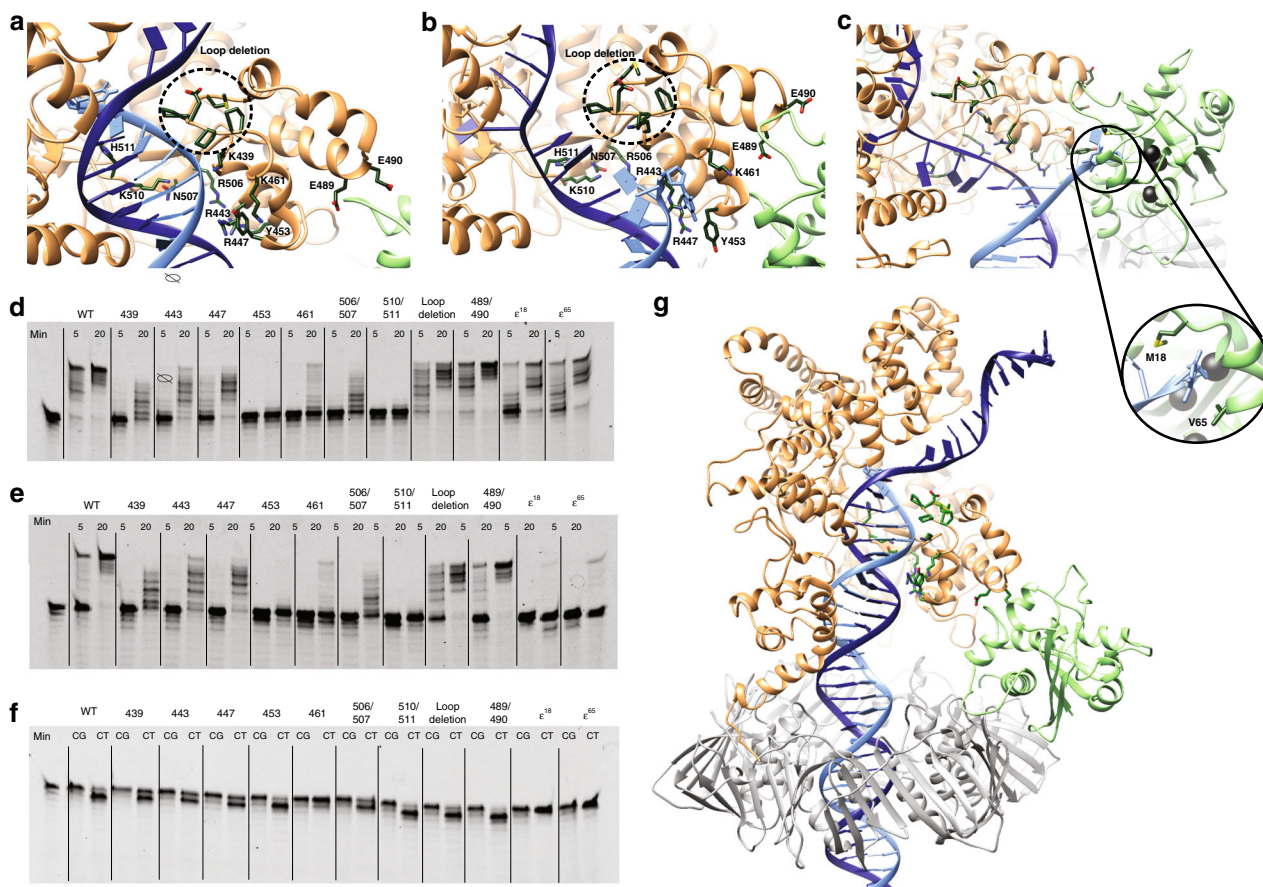 a
Loop deletion
H511
K439
E490
K510
N507
R506
K461
E489
R443
R447
Y453
b
Loop deletion
E490
H511
N507
R506
E489
K510
R443
K461
R447
Y453
c
M18
V65
d
WT 439 443 447 453 461 506/507 510/511 Loop deletion 489/490 ε18 ε65
Min 5 20 5 20 5 20 5 20 5 20 5 20 5 20 5 20 5 20 5 20 5 20 5 20
e
WT 439 443 447 453 461 506/507 510/511 Loop deletion 489/490 ε18 ε65
Min 5 20 5 20 5 20 5 20 5 20 5 20 5 20 5 20 5 20 5 20 5 20
f
WT 439 443 447 453 461 506/507 510/511 Loop deletion 489/490 ε18 ε65
Min CG CT CG CT CG CT CG CT CG CT CG CT CG CT CG CT CG CT CG CT CG CT CG CT
g